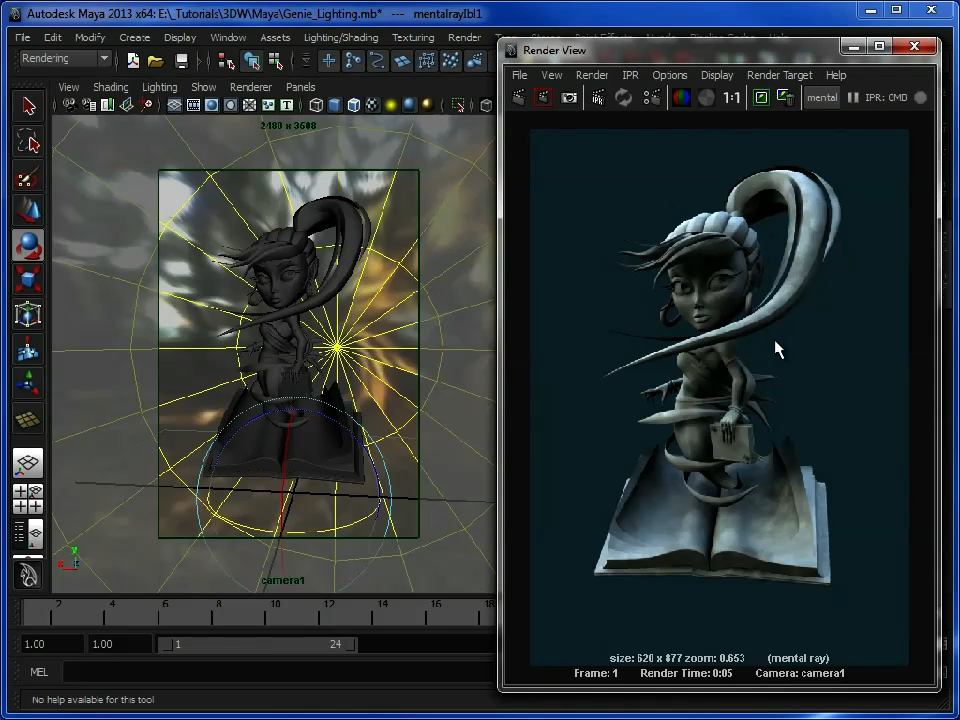 Autodesk Maya 2013 x64: E:\_Tutorials\3DW\Maya\Genie_Lighting.mb* --- mentalrayIbl1
File Edit Modify Create Display Window Assets Lighting/Shading Texturing Render
Rendering
View Shading Lighting Show Renderer Panels
2480 x 3508
camera1
2 4 6 8 10 12 14 16 18
1.00 1.00 1 24
MEL
No help available for this tool
Render View
File View Render IPR Options Display Render Target Help
1:1 mental IPR: 0MB
size: 620 x 877 zoom: 0.653 (mental ray)
Frame: 1 Render Time: 0:05 Camera: camera1